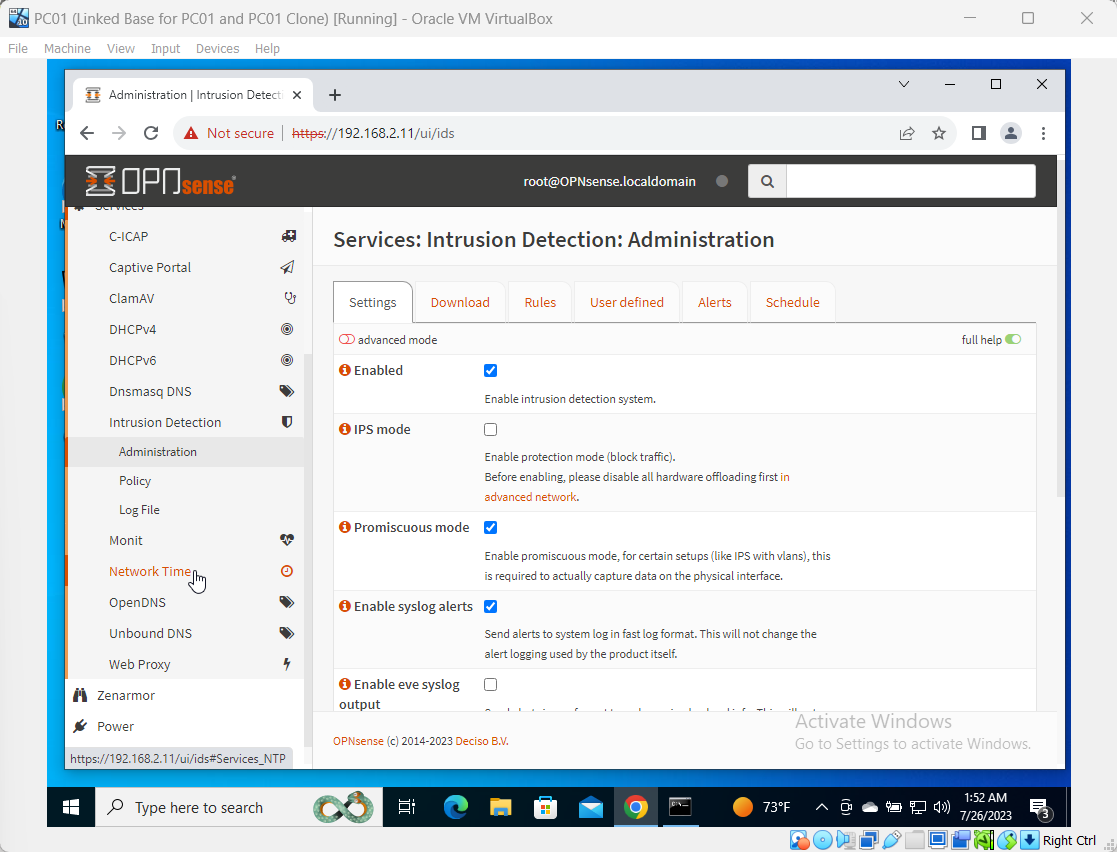 PC01 (Linked Base for PC01 and PC01 Clone) [Running] - Oracle VM VirtualBox
File Machine View Input Devices Help
Administration | Intrusion Detect
Not secure https://192.168.2.11/ui/ids
OPNsense
root@OPNsense.localdomain
Services
C-ICAP
Captive Portal
ClamAV
DHCPv4
DHCPv6
Dnsmasq DNS
Intrusion Detection
Administration
Policy
Log File
Monit
Network Time
OpenDNS
Unbound DNS
Web Proxy
Zenarmor
Power
https://192.168.2.11/ui/ids#Services_NTP
Services: Intrusion Detection: Administration
Settings Download Rules User defined Alerts Schedule
advanced mode full help
Enabled
Enable intrusion detection system.
IPS mode
Enable protection mode (block traffic).
Before enabling, please disable all hardware offloading first in
advanced network.
Promiscuous mode
Enable promiscuous mode, for certain setups (like IPS with vlans), this
is required to actually capture data on the physical interface.
Enable syslog alerts
Send alerts to system log in fast log format. This will not change the
alert logging used by the product itself.
Enable eve syslog
output
OPNsense (c) 2014-2023 Deciso B.V.
Activate Windows
Go to Settings to activate Windows.
Type here to search
73°F
1:52 AM
7/26/2023
3
Right Ctrl